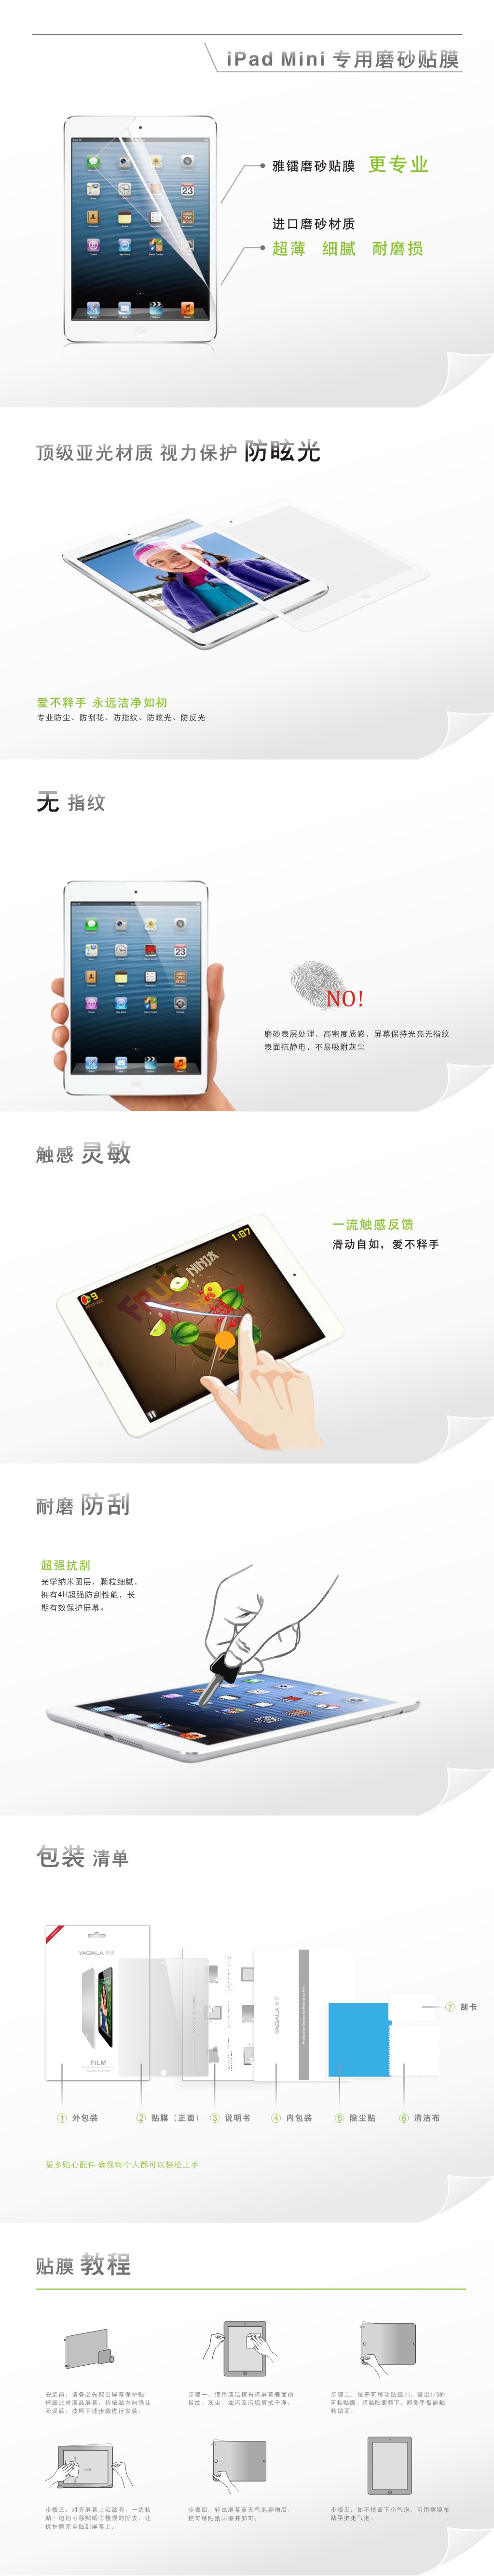 iPad Mini 专用磨砂贴膜
雅镭磨砂贴膜 更专业
进口磨砂材质
超薄 细腻 耐磨损
顶级亚光材质 视力保护 防眩光
爱不释手 永远洁净如初
专业防尘、防刮花、防指纹、防眩光、防反光
无 指纹
NO!
磨砂表层处理，高密度质感，屏幕保持光亮无指纹
表面抗静电，不易吸附灰尘
触感 灵敏
一流触感反馈
滑动自如，爱不释手
1:07
9
FRUIT NINJA
耐磨 防刮
超强抗刮
光学纳米图层，颗粒细腻，
拥有4H超强防刮性能，长
期有效保护屏幕。
包装 清单
YAGALA
FILM
YAGALA
⑦ 刮卡
① 外包装
② 贴膜（正面）
③ 说明书
④ 内包装
⑤ 除尘贴
⑥ 清洁布
更多贴心配件 确保每个人都可以轻松上手
贴膜 教程
安装前，请务必先取出屏幕保护贴，
仔细比对液晶屏幕，待极贴方向确认
无误后，按照下述步骤进行安装：
步骤一：使用清洁擦布将屏幕表面的
指纹、灰尘、油污及污垢擦拭干净；
步骤二：拉开可移动贴纸①，露出1/3的
可粘贴面，将粘贴面朝下，避免手指碰触
粘贴面；
步骤三：对齐屏幕上沿贴齐，一边粘
贴一边把可移贴纸①慢慢的撕去，让
保护膜完全贴到屏幕上；
步骤四：轻试屏幕至无气泡异物后，
把可移贴纸②撕开即可；
步骤五：如不慎留下小气泡，可用擦镜布
贴平推走气泡。